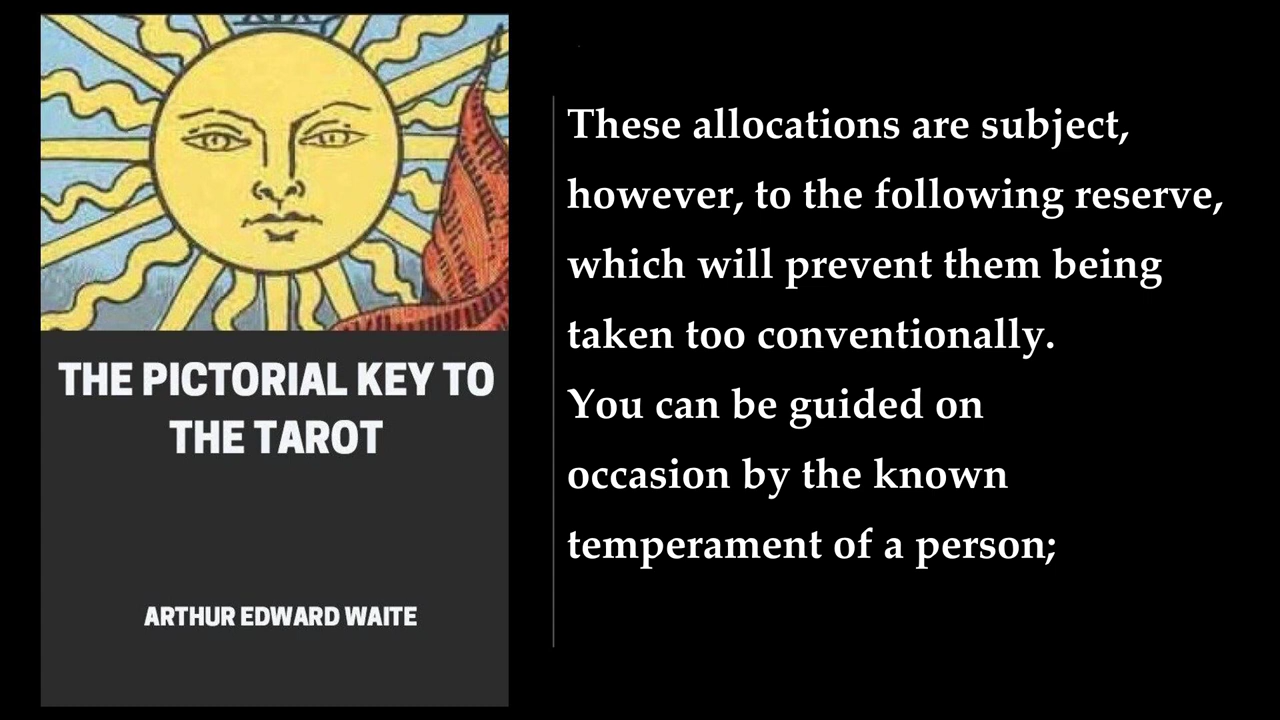 XIX
THE PICTORIAL KEY TO
THE TAROT
ARTHUR EDWARD WAITE
These allocations are subject,
however, to the following reserve,
which will prevent them being
taken too conventionally.
You can be guided on
occasion by the known
temperament of a person;